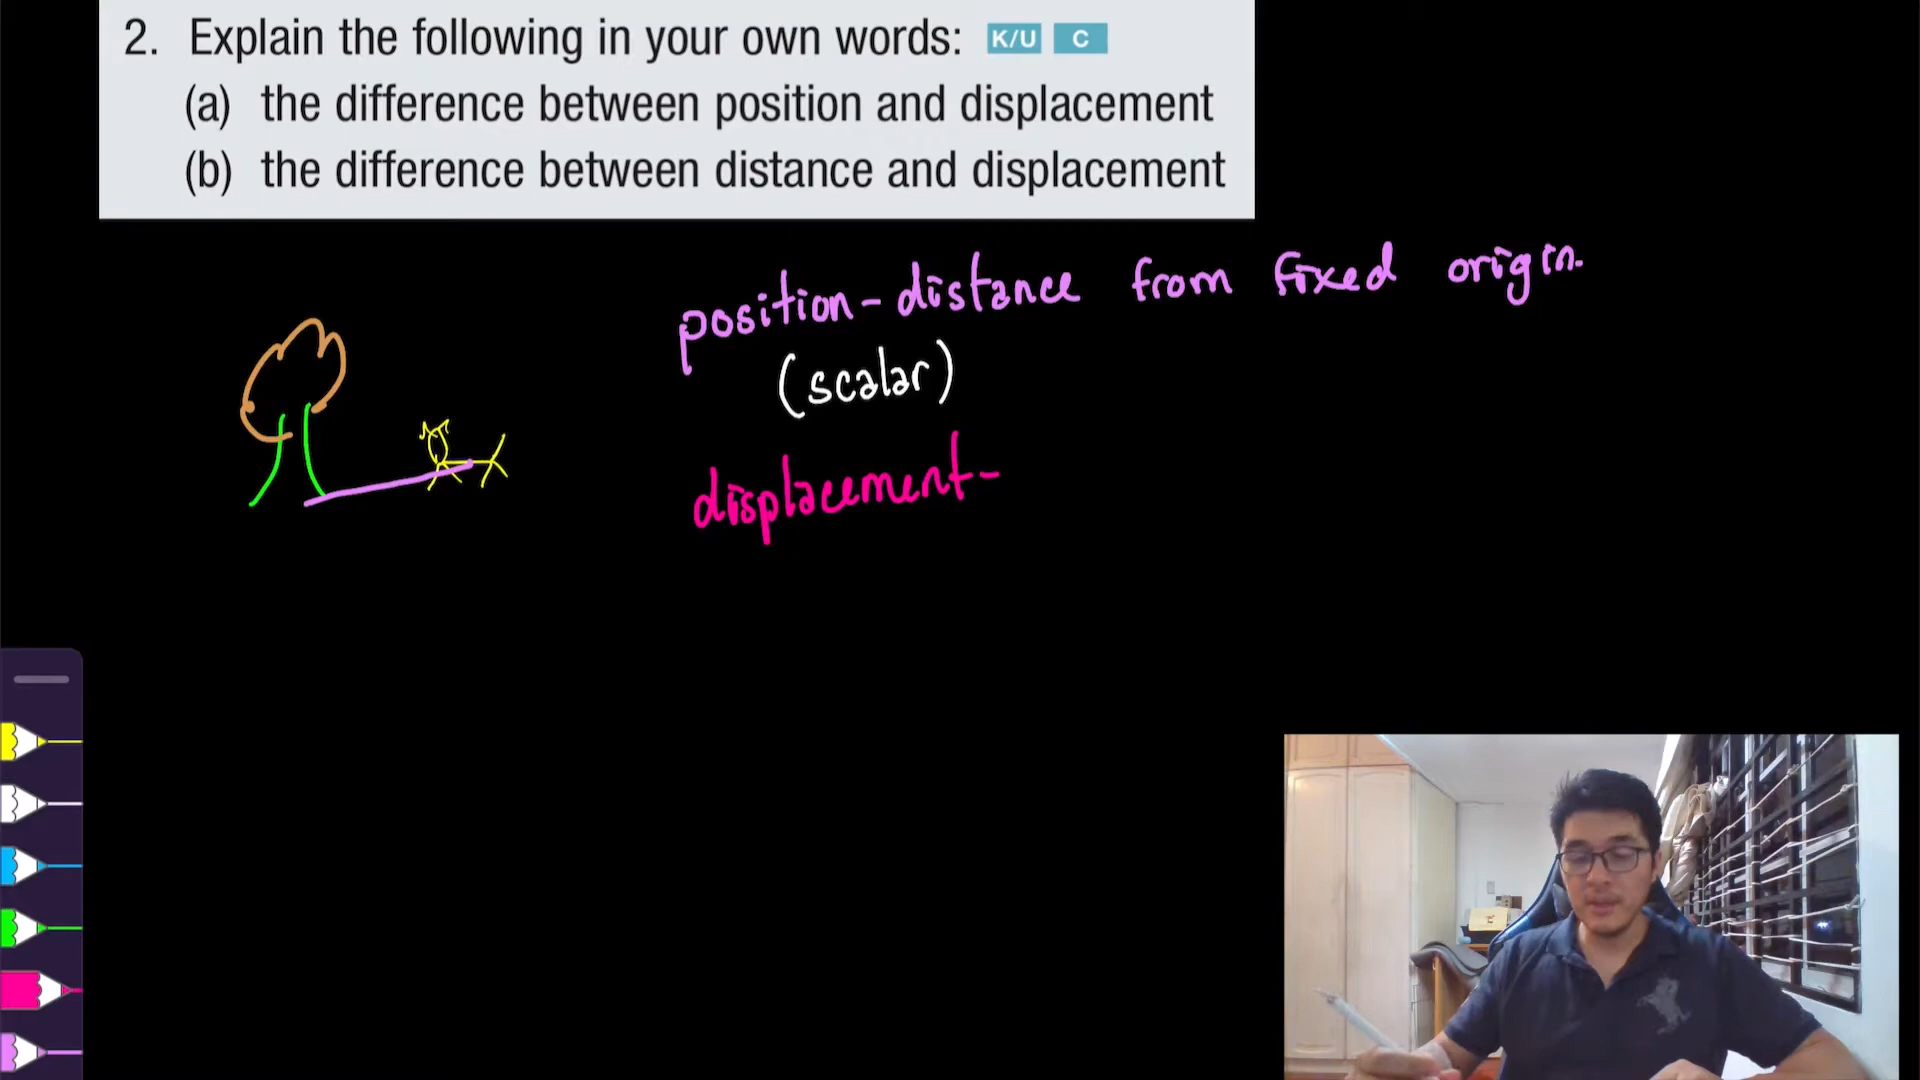 2. Explain the following in your own words: K/U C
(a) the difference between position and displacement
(b) the difference between distance and displacement
position - distance from fixed origin.
(scalar)
displacement -